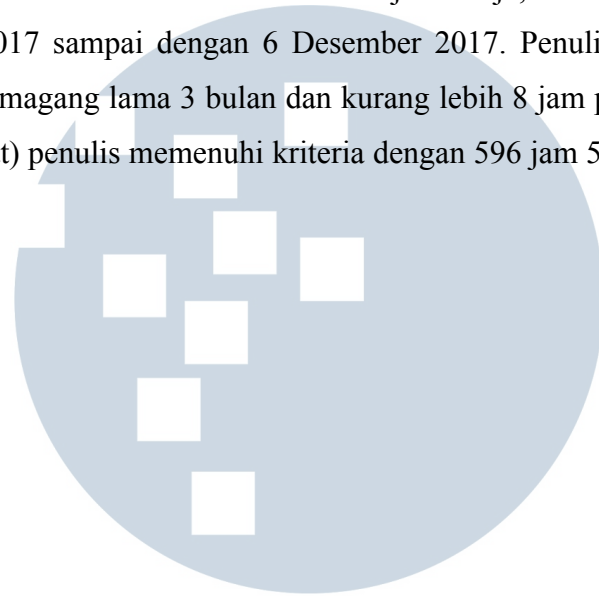 017 sampai dengan 6 Desember 2017. Penuli
magang lama 3 bulan dan kurang lebih 8 jam p
t) penulis memenuhi kriteria dengan 596 jam 5